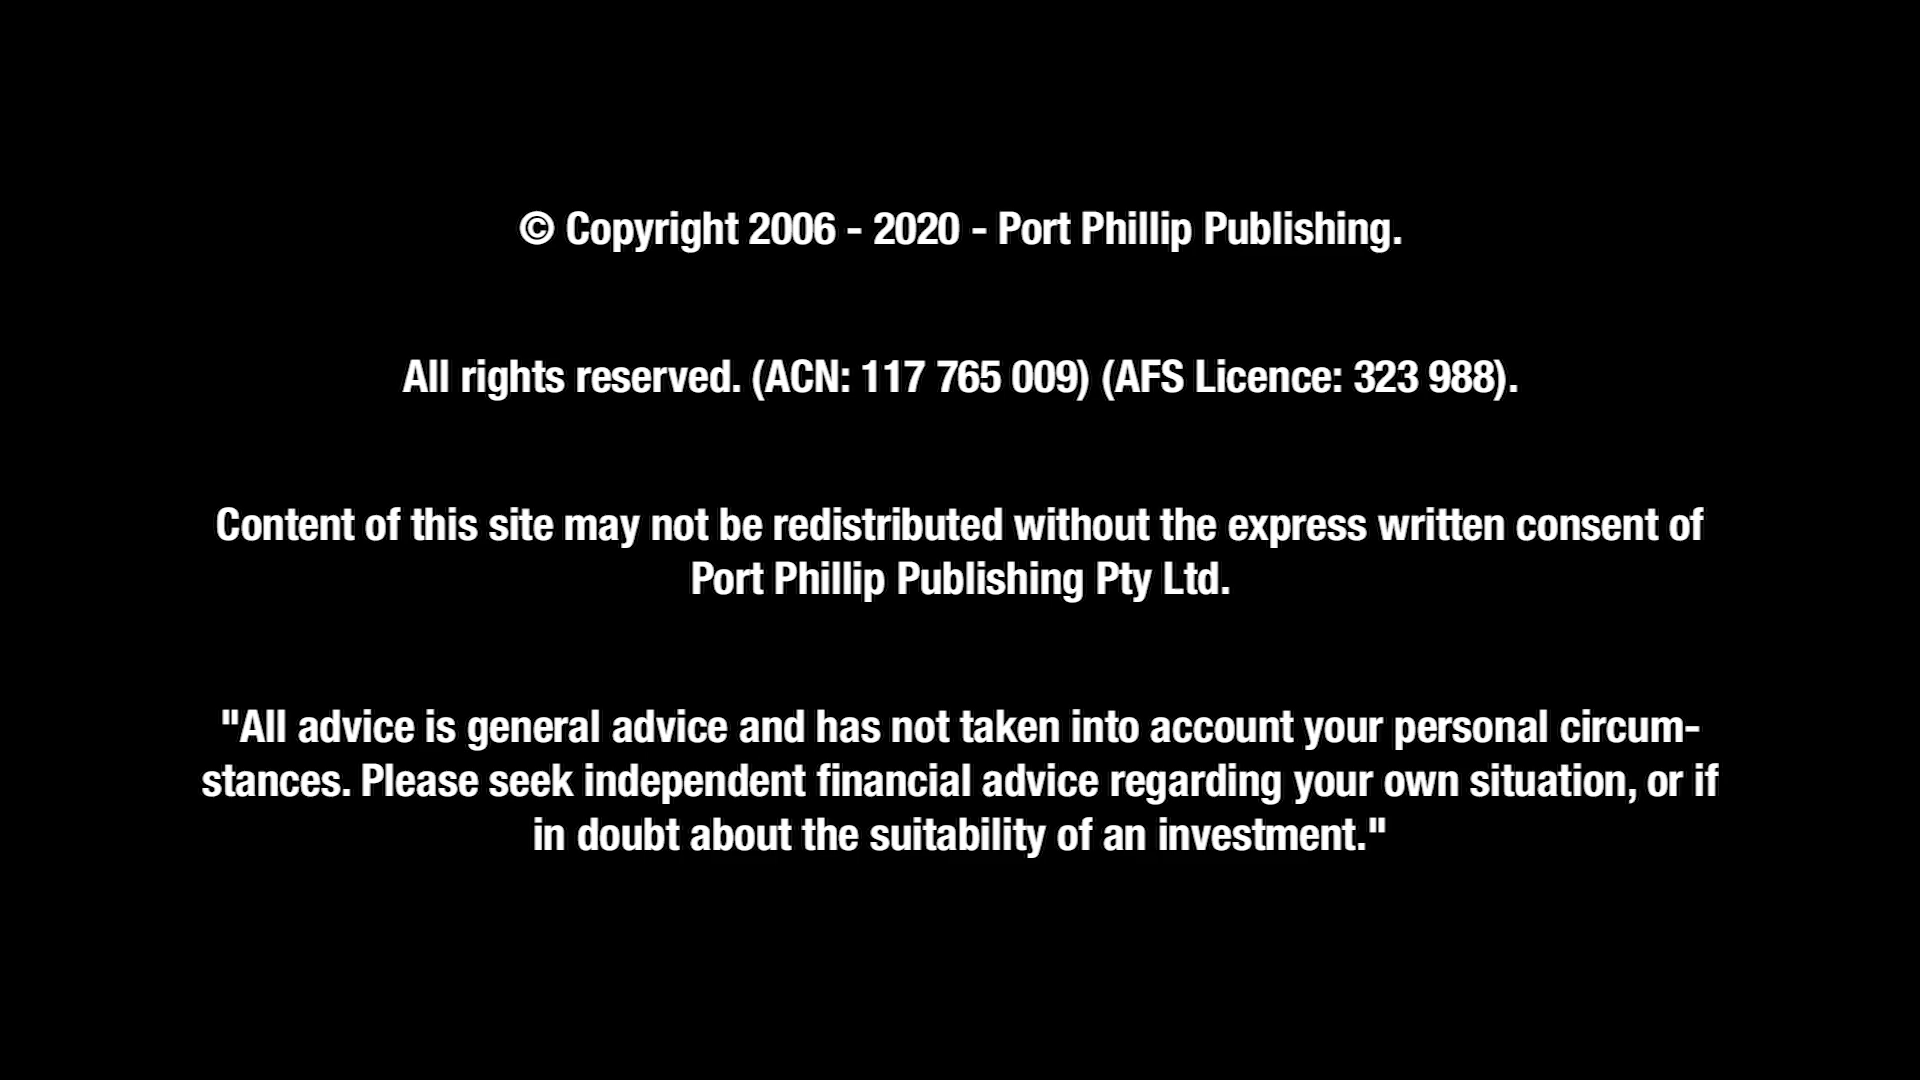 © Copyright 2006 - 2020 - Port Phillip Publishing.
All rights reserved. (ACN: 117 765 009) (AFS Licence: 323 988).
Content of this site may not be redistributed without the express written consent of
Port Phillip Publishing Pty Ltd.
"All advice is general advice and has not taken into account your personal circum-
stances. Please seek independent financial advice regarding your own situation, or if
in doubt about the suitability of an investment."